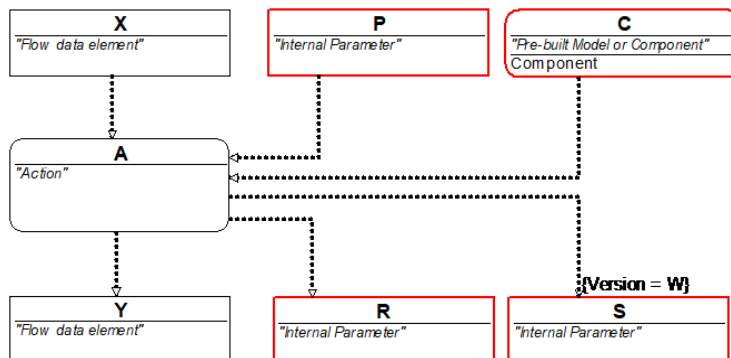 X
"Flow data element"
P
"Internal Parameter"
C
"Pre-built Model or Component"
Component
A
"Action"
{Version = W}
Y
"Flow data element"
R
"Internal Parameter"
S
"Internal Parameter"